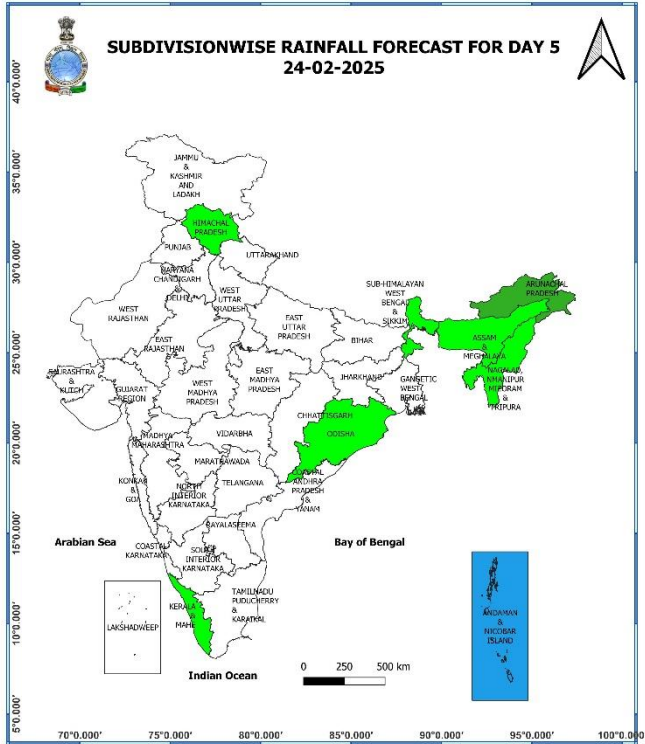 SUBDIVISIONWISE RAINFALL FORECAST FOR DAY 5
24-02-2025
40°0.000'
35°0.000'
30°0.000'
25°0.000'
20°0.000'
15°0.000'
10°0.000'
5°0.000'
JAMMU
&
KASHMIR
AND
LADAKH
HIMACHAL
PRADESH
PUNJAB
UTTARAKHAND
HARYANA
CHANDIGARH
&
DELHI
WEST
UTTAR
PRADESH
WEST
RAJASTHAN
EAST
RAJASTHAN
EAST
UTTAR
PRADESH
BIHAR
SUB-HIMALAYAN
WEST
BENGAL
&
SIKKIM
ARUNACHAL
PRADESH
ASSAM
&
MEGHALAYA
NAGALAD,
MANIPUR
MIZORAM
&
TRIPURA
SAURASHTRA
&
KUTCH
GUJARAT
REGION
WEST
MADHYA
PRADESH
EAST
MADHYA
PRADESH
JHARKHAND
GANGETIC
WEST
BENGAL
CHHATTISGARH
ODISHA
MADHYA
MAHARASHTRA
VIDARBHA
MARATHWADA
KONKAN
&
GOA
NORTH
INTERIOR
KARNATAKA
TELANGANA
COASTAL
ANDHRA
PRADESH
&
YANAM
RAYALASEEMA
COASTAL
KARNATAKA
SOUTH
INTERIOR
KARNATAKA
KERALA
&
MAHE
TAMILNADU
PUDUCHERRY
&
KARAIKAL
LAKSHADWEEP
ANDAMAN
&
NICOBAR
ISLAND
Arabian Sea
Bay of Bengal
Indian Ocean
0 250 500 km
70°0.000' 75°0.000' 80°0.000' 85°0.000' 90°0.000' 95°0.000' 100°0.000'